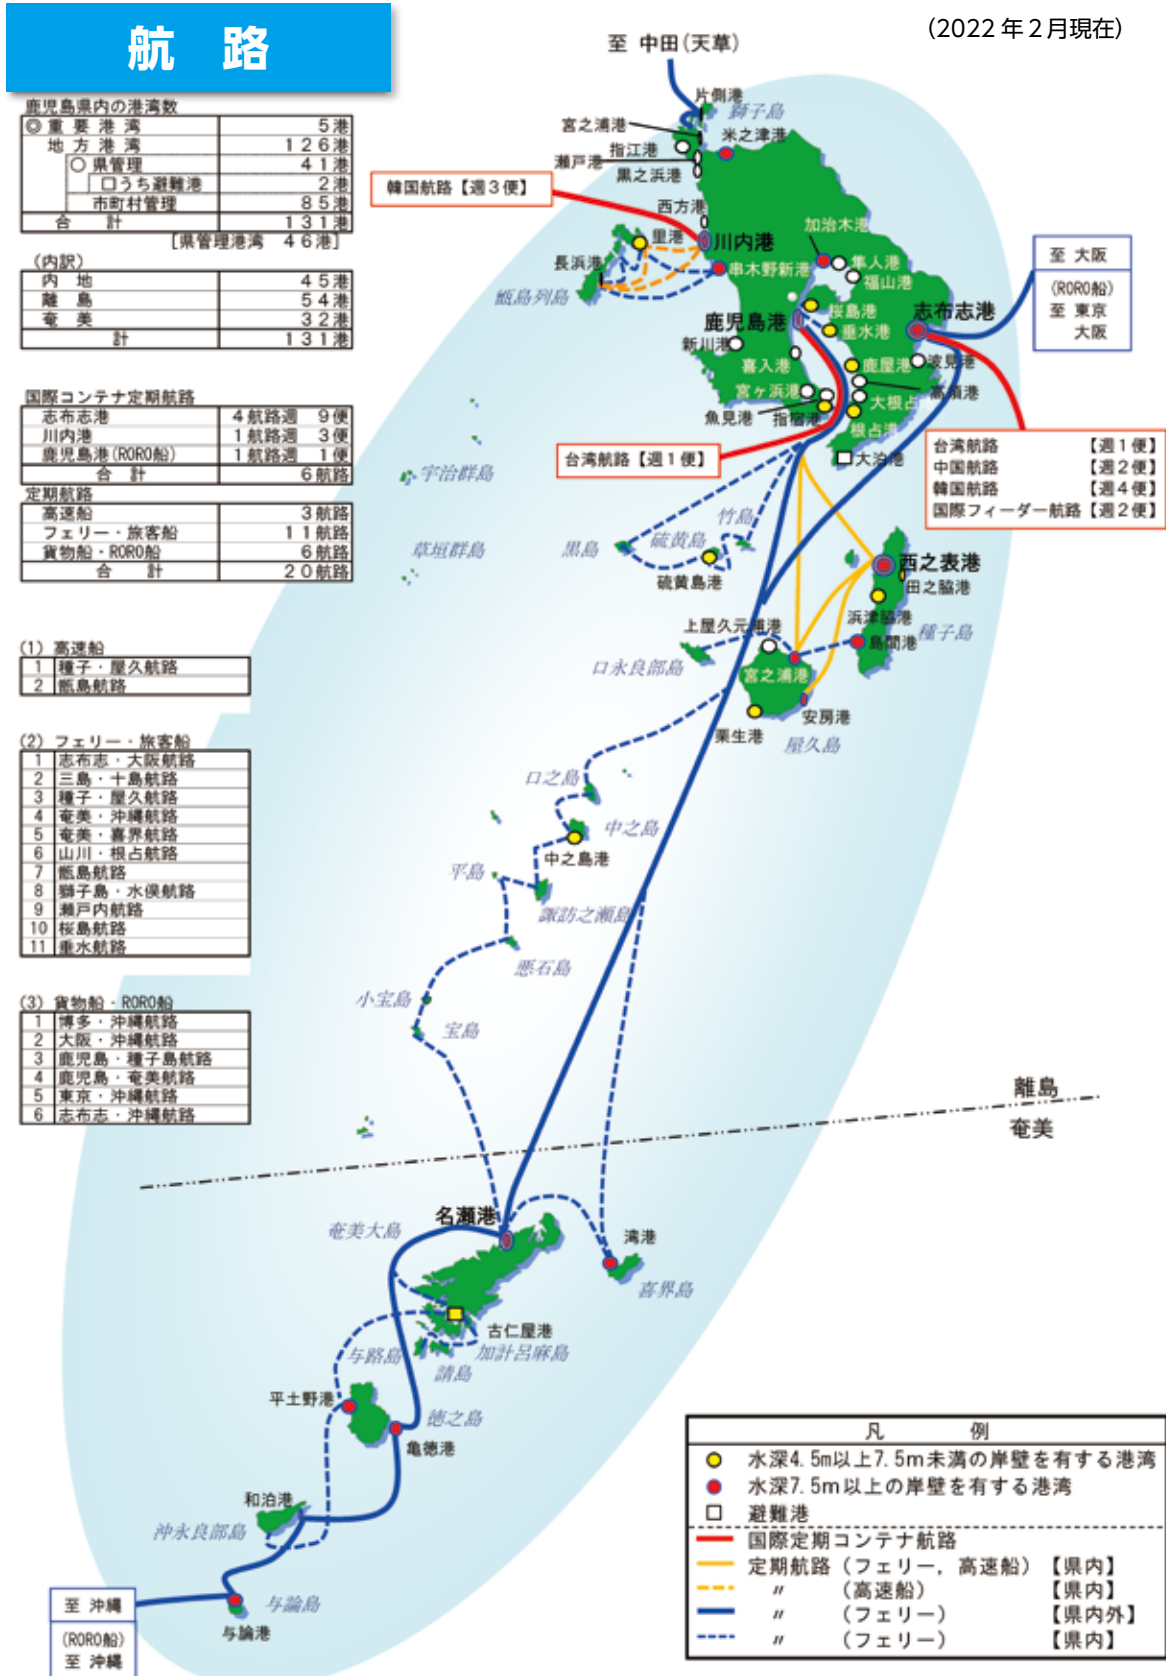 航 路
(2022年2月現在)
鹿児島県内の港湾数
◎重要港湾 5港
地方港湾 126港
○県管理 41港
□うち避難港 2港
市町村管理 85港
合 計 131港
[県管理港湾 46港]
(内訳)
内 地 45港
離 島 54港
奄 美 32港
計 131港
国際コンテナ定期航路
志布志港 4航路週 9便
川内港 1航路週 3便
鹿児島港(RORO船) 1航路週 1便
合 計 6航路
定期航路
高速船 3航路
フェリー・旅客船 11航路
貨物船・RORO船 6航路
合 計 20航路
(1) 高速船
1 種子・屋久航路
2 甑島航路
(2) フェリー・旅客船
1 志布志・大阪航路
2 三島・十島航路
3 種子・屋久航路
4 奄美・沖縄航路
5 奄美・喜界航路
6 山川・根占航路
7 甑島航路
8 獅子島・水俣航路
9 瀬戸内航路
10 桜島航路
11 垂水航路
(3) 貨物船・RORO船
1 博多・沖縄航路
2 大阪・沖縄航路
3 鹿児島・種子島航路
4 鹿児島・奄美航路
5 東京・沖縄航路
6 志布志・沖縄航路
至 中田(天草)
片側港
獅子島
宮之浦港
米之津港
指江港
瀬戸港
黒之浜港
韓国航路【週3便】
西方港
里港
川内港
加治木港
長浜港
串木野新港
隼人港
福山港
甑島列島
至 大阪
(RORO船)
至 東京
大阪
桜島港
志布志港
鹿児島港
垂水港
新川港
喜入港
鹿屋港
波見港
高須港
宮ヶ浜港
大根占
魚見港
指宿港
根占港
大泊港
台湾航路【週1便】
台湾航路 【週1便】
中国航路 【週2便】
韓国航路 【週4便】
国際フィーダー航路【週2便】
宇治群島
草垣群島
竹島
黒島
硫黄島
硫黄島港
西之表港
田之脇港
浜津脇港
種子島
上屋久元浦港
島間港
口永良部島
宮之浦港
安房港
栗生港
屋久島
口之島
中之島
中之島港
平島
諏訪之瀬島
悪石島
小宝島
宝島
離島
奄美
名瀬港
奄美大島
湾港
喜界島
古仁屋港
加計呂麻島
与路島
請島
平土野港
徳之島
亀徳港
和泊港
沖永良部島
至 沖縄
(RORO船)
至 沖縄
与論島
与論港
凡 例
水深4.5m以上7.5m未満の岸壁を有する港湾
水深7.5m以上の岸壁を有する港湾
避難港
国際定期コンテナ航路
定期航路(フェリー,高速船)【県内】
〃 (高速船) 【県内】
〃 (フェリー) 【県内外】
〃 (フェリー) 【県内】